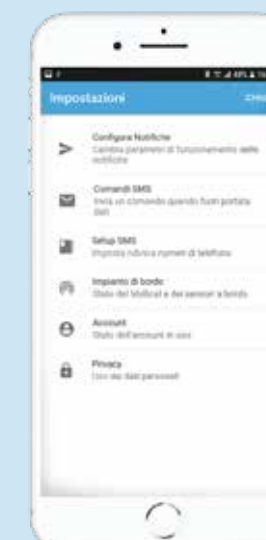 Impostazioni
Configura Notifiche
Cambia parametri di funzionamento delle
notifiche
Comandi SMS
Invia un comando quando fuori portata
Setup SMS
Imposta rubrica numeri di telefono
Impianto di bordo
Stato del e dei sensori a bordo
Account
Stato dell'account in uso
Privacy
Uso dei dati personali